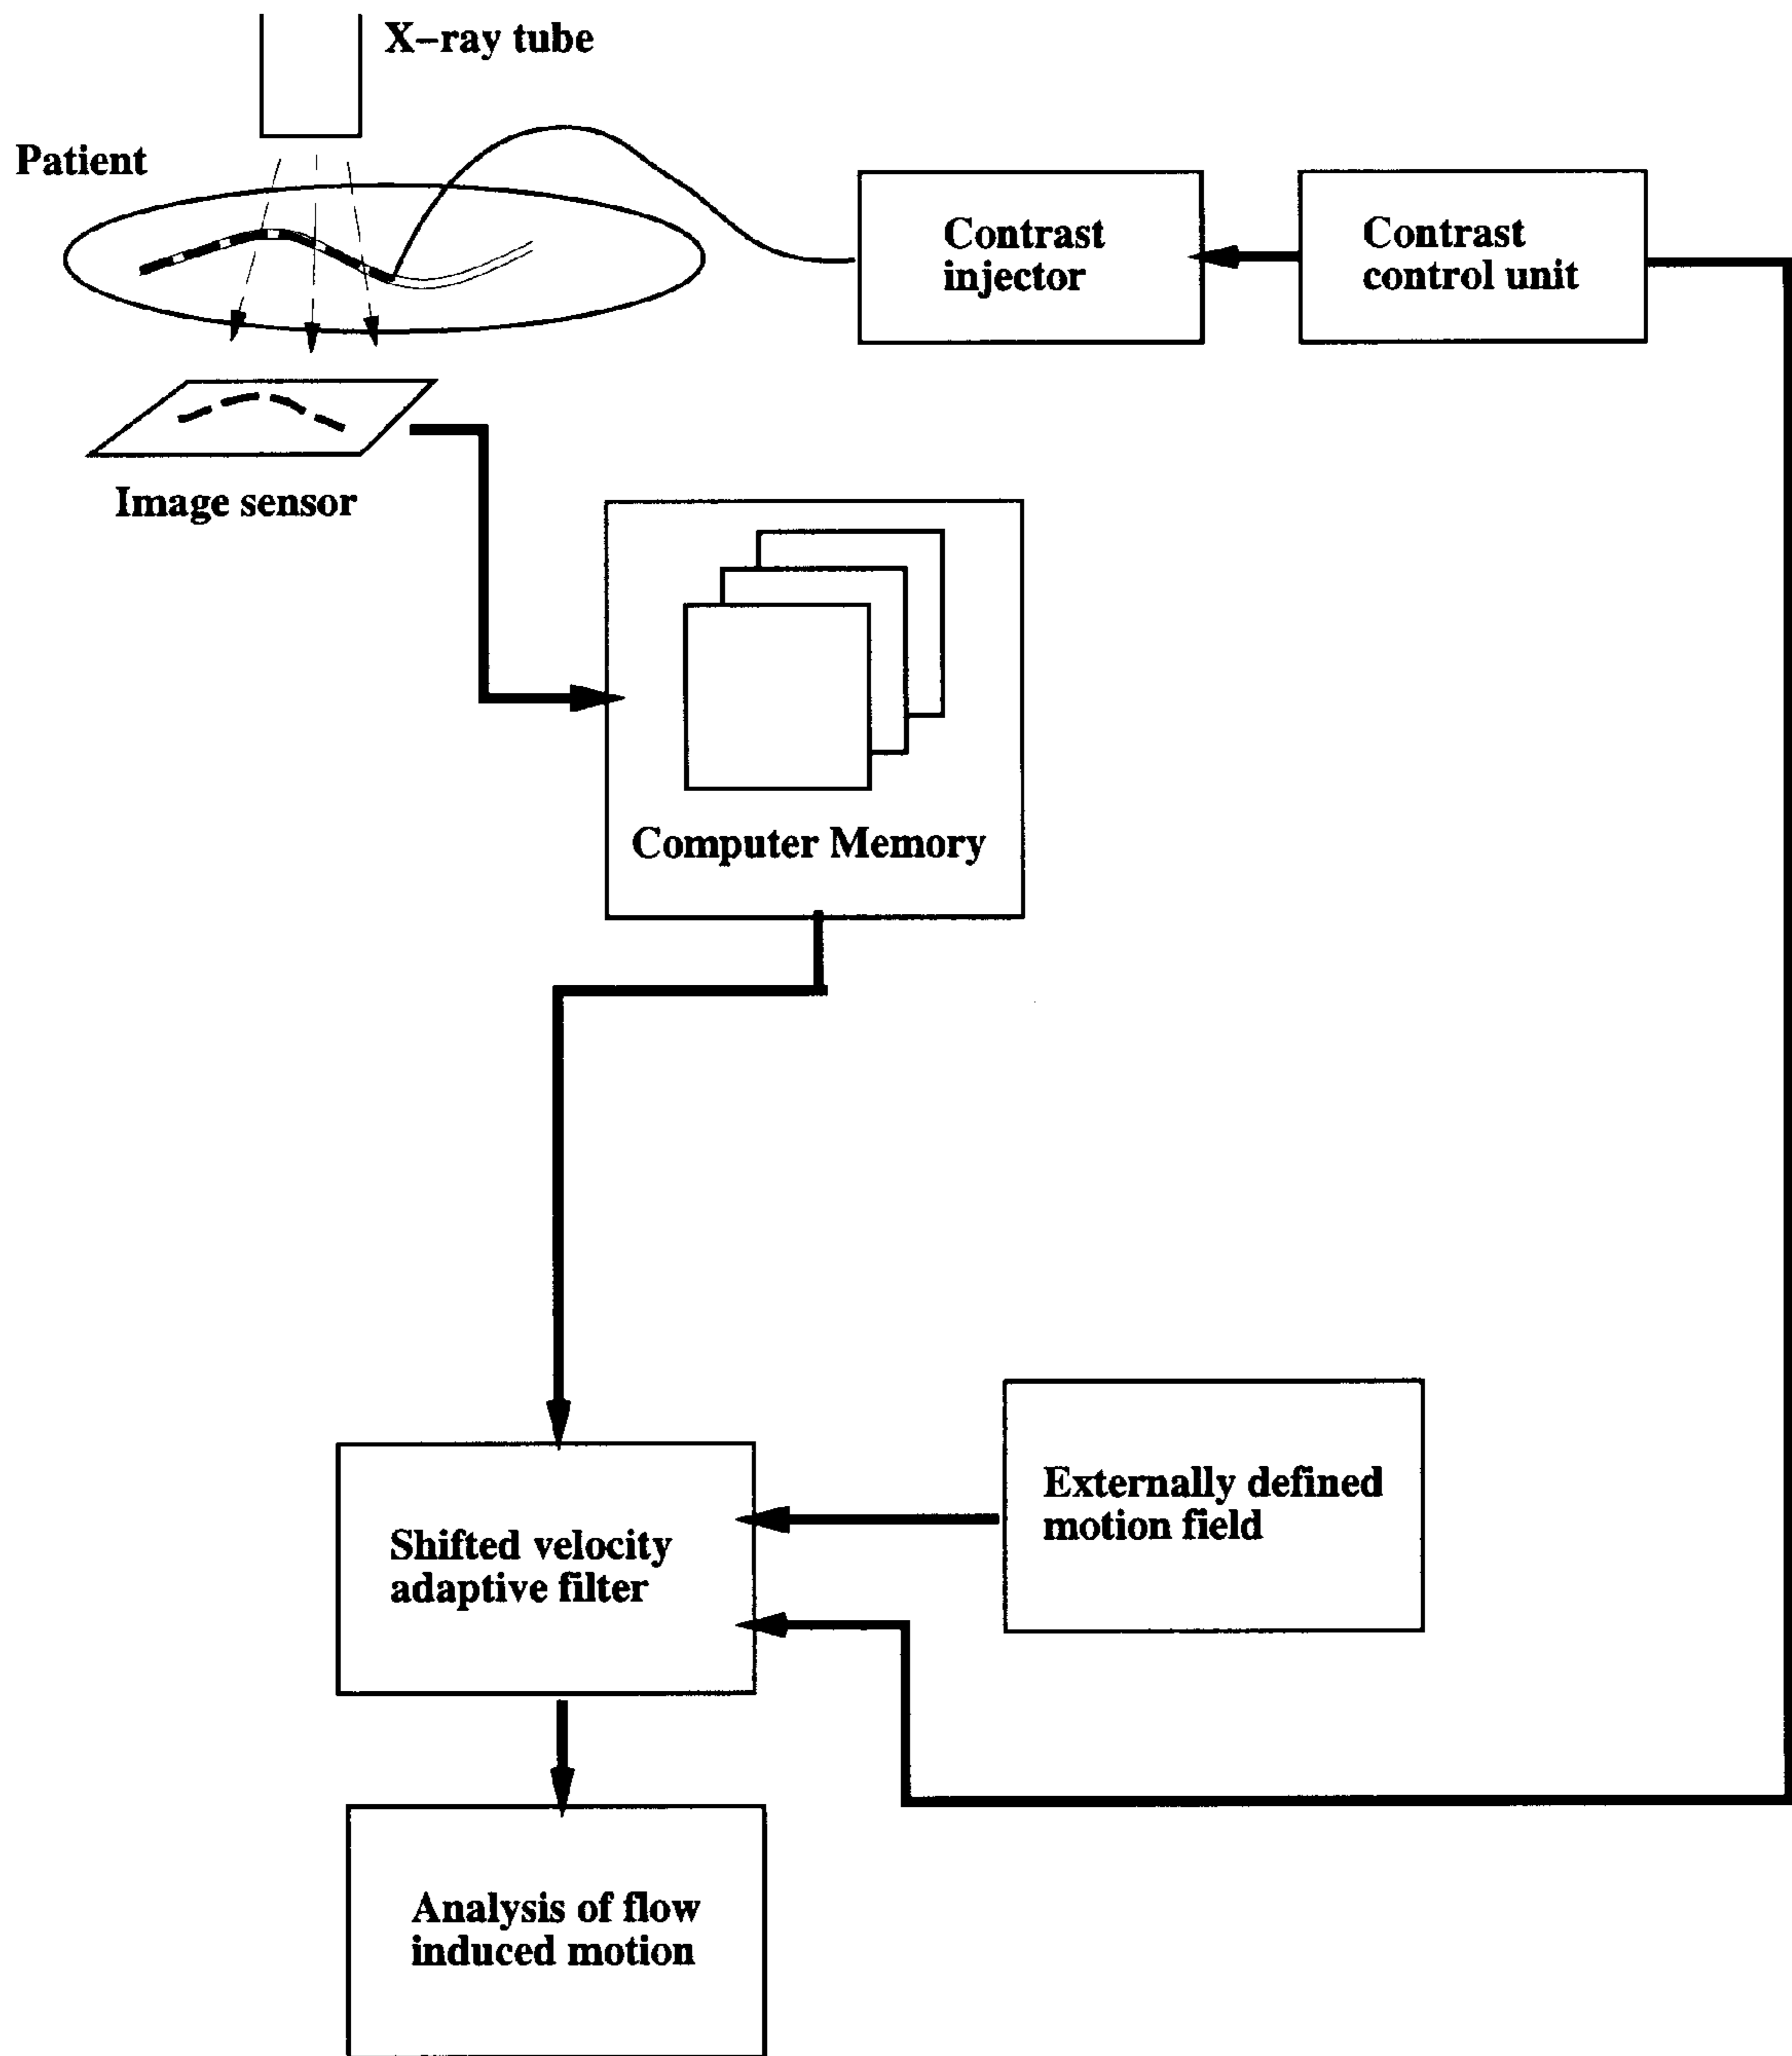 X–ray tube
Patient
Contrast
injector
Contrast
control unit
Image sensor
Computer Memory
Externally defined
motion field
Shifted velocity
adaptive filter
Analysis of flow
induced motion